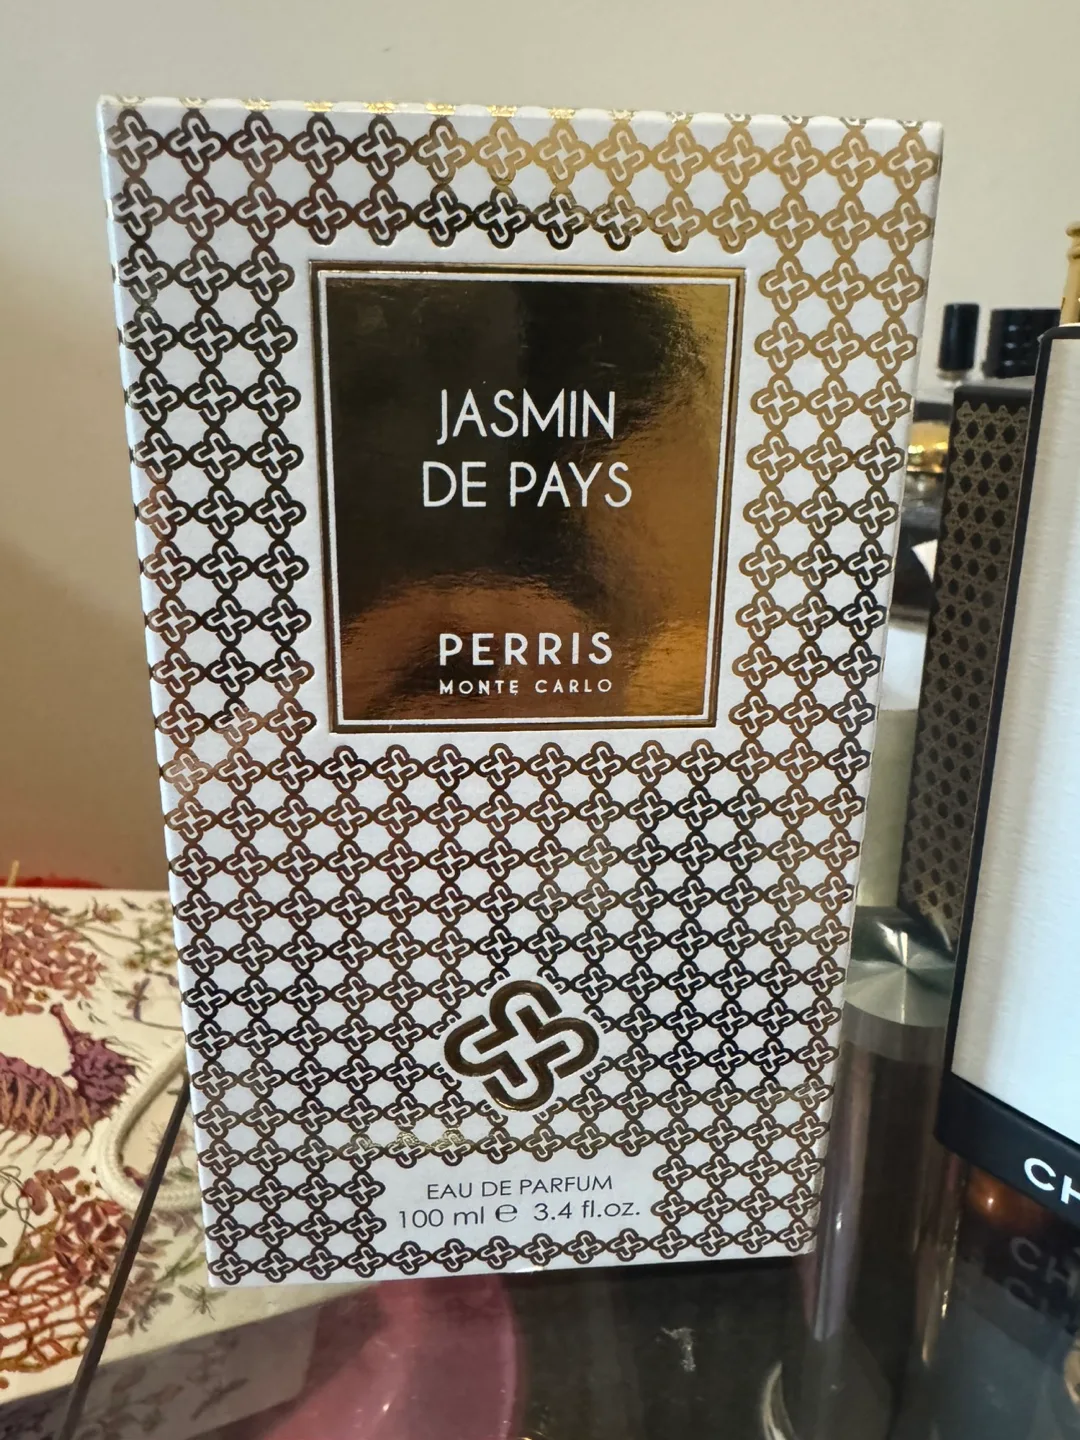 JASMIN
DE PAYS
PERRIS
MONTE CARLO
EAU DE PARFUM
100 ml ℮ 3.4 fl.oz.
CH